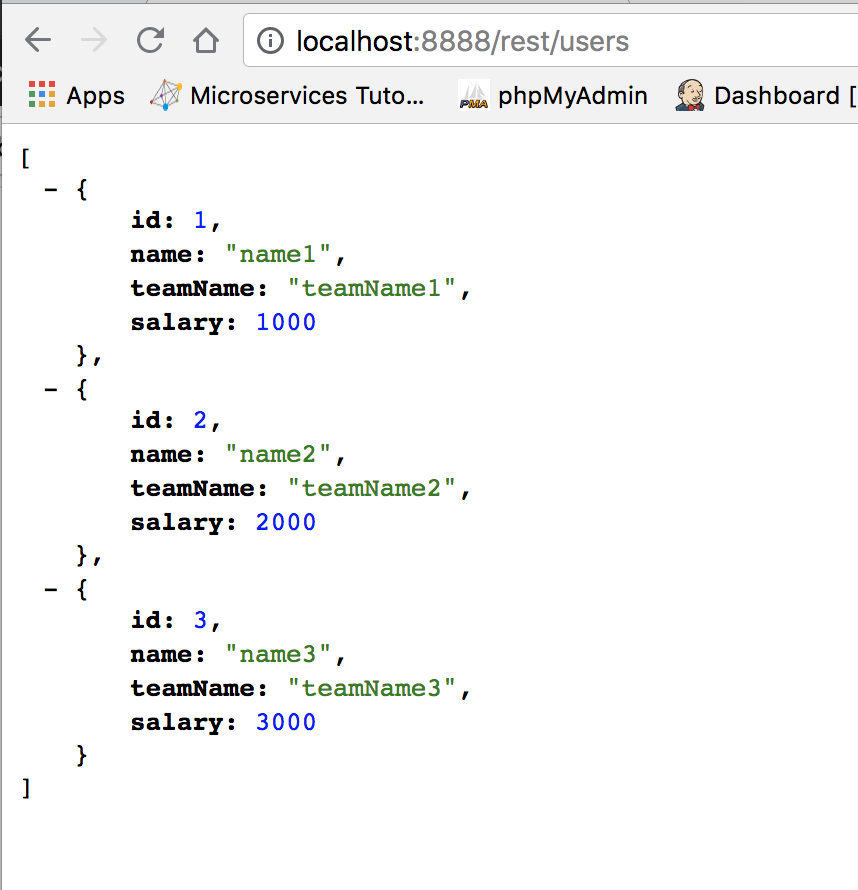 localhost:8888/rest/users
Apps Microservices Tuto... PMA phpMyAdmin Dashboard [
[
- {
id: 1,
name: "name1",
teamName: "teamName1",
salary: 1000
},
- {
id: 2,
name: "name2",
teamName: "teamName2",
salary: 2000
},
- {
id: 3,
name: "name3",
teamName: "teamName3",
salary: 3000
}
]